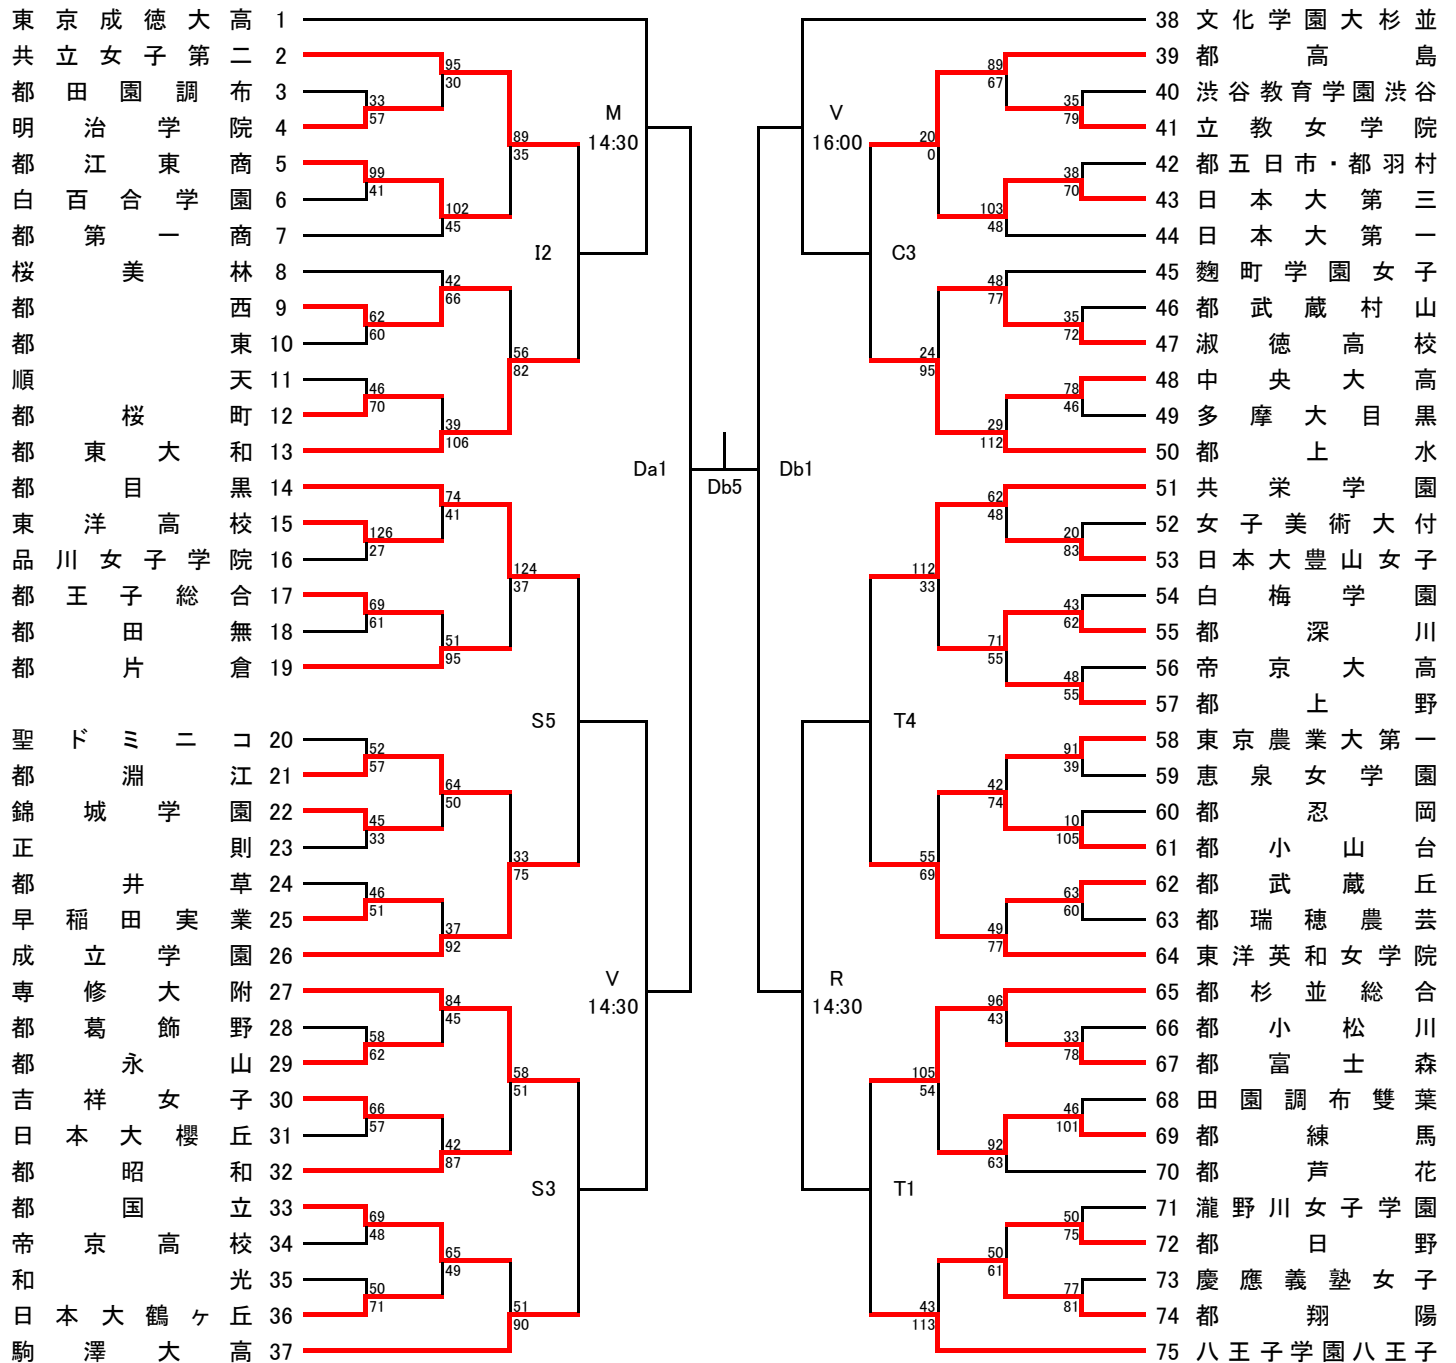 東京成徳大高 1
共立女子第二 2
都田園調布 3
明治学院 4
都江東商 5
白百合学園 6
都第一商 7
桜美林 8
都西 9
都東 10
順天 11
都桜町 12
都東大和 13
都目黒 14
東洋高校 15
品川女子学院 16
都王子総合 17
都田無 18
都片倉 19
聖ドミニコ 20
都淵江 21
錦城学園 22
正則 23
都井草 24
早稲田実業 25
成立学園 26
専修大附 27
都葛飾野 28
都永山 29
吉祥女子 30
日本大櫻丘 31
都昭和 32
都国立 33
帝京高校 34
和光 35
日本大鶴ヶ丘 36
駒澤大高 37
33
57
99
41
62
60
46
70
126
27
69
61
52
57
45
33
46
51
58
62
66
57
69
48
50
71
95
30
102
45
42
66
39
106
74
41
51
95
64
50
37
92
84
45
42
87
65
49
89
35
56
82
124
37
33
75
58
51
51
90
I2
S5
S3
M
14:30
V
14:30
Da1
Db5
Db1
V
16:00
R
14:30
C3
T4
T1
20
0
24
95
112
33
55
69
105
54
43
113
89
67
103
48
48
77
29
112
62
48
71
55
42
74
49
77
96
43
92
63
50
61
35
79
38
70
35
72
78
46
20
83
43
62
48
55
91
39
10
105
63
60
33
78
46
101
50
75
77
81
38 文化学園大杉並
39 都高島
40 渋谷教育学園渋谷
41 立教女学院
42 都五日市・都羽村
43 日本大第三
44 日本大第一
45 麴町学園女子
46 都武蔵村山
47 淑徳高校
48 中央大高
49 多摩大目黒
50 都上水
51 共栄学園
52 女子美術大付
53 日本大豊山女子
54 白梅学園
55 都深川
56 帝京大高
57 都上野
58 東京農業大第一
59 恵泉女学園
60 都忍岡
61 都小山台
62 都武蔵丘
63 都瑞穂農芸
64 東洋英和女学院
65 都杉並総合
66 都小松川
67 都富士森
68 田園調布雙葉
69 都練馬
70 都芦花
71 瀧野川女子学園
72 都日野
73 慶應義塾女子
74 都翔陽
75 八王子学園八王子